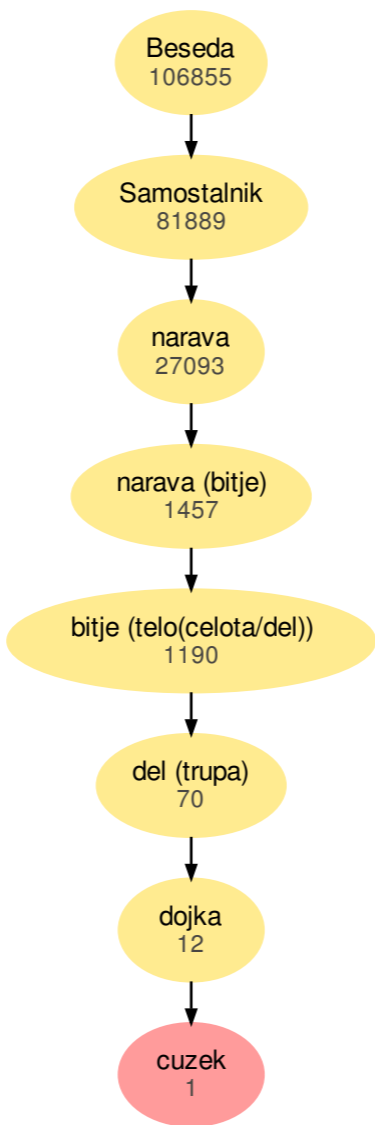 Beseda
106855
Samostalnik
81889
narava
27093
narava (bitje)
1457
bitje (telo(celota/del))
1190
del (trupa)
70
dojka
12
cuzek
1